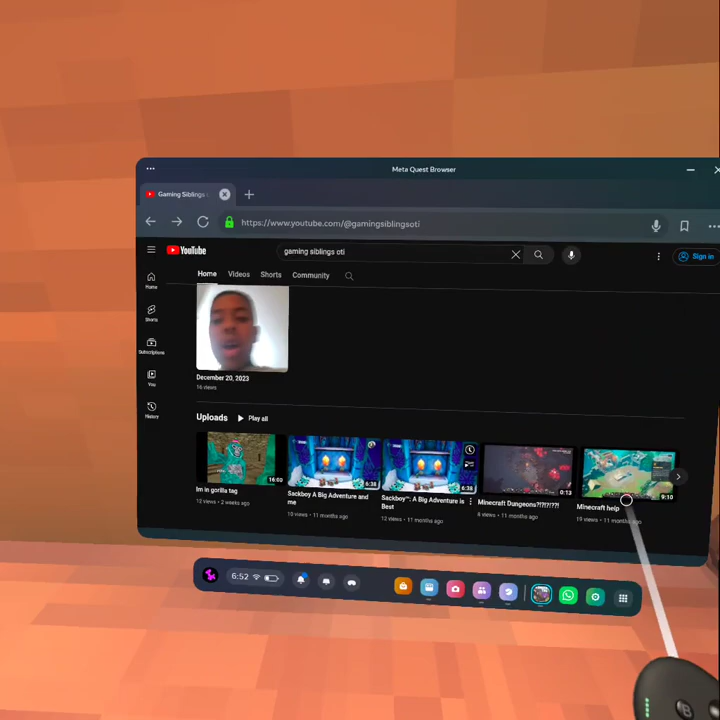 Meta Quest Browser
Gaming Siblings
https://www.youtube.com/@gamingsiblingsoti
YouTube
gaming siblings oti
Sign in
Home Videos Shorts Community
Home
Shorts
Subscriptions
You
History
December 20, 2023
16 views
Uploads Play all
16:03
6:38
6:38
0:13
9:10
Im in gorilla tag
12 views • 2 weeks ago
Sackboy A Big Adventure and me
10 views • 11 months ago
Sackboy™: A Big Adventure is Best
12 views • 11 months ago
Minecraft Dungeons?!?!?!??!
8 views • 11 months ago
Minecraft help
19 views • 11 months ago
6:52
B